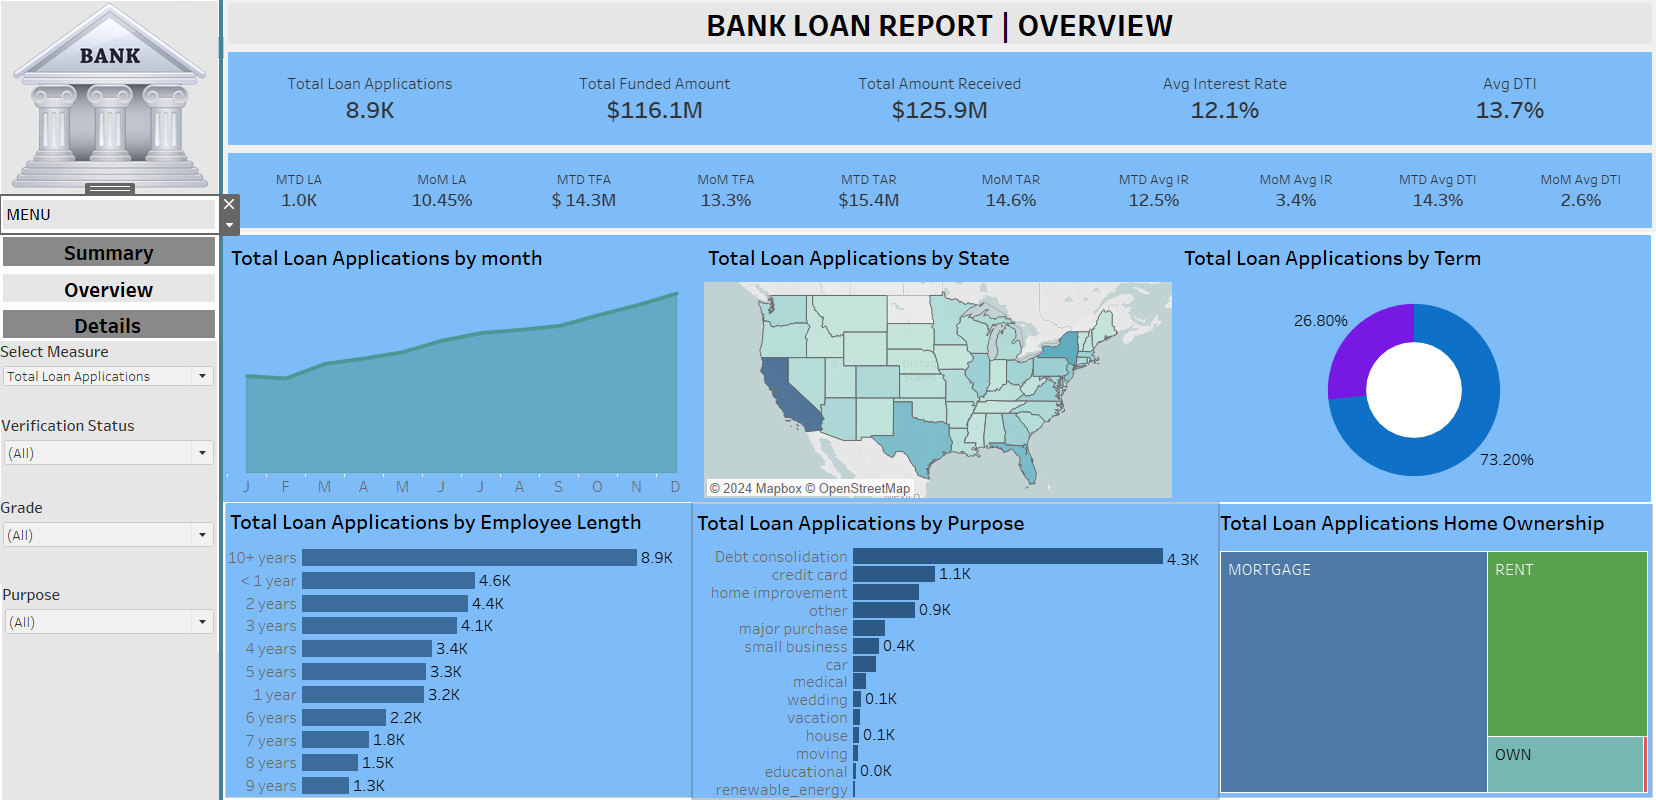 BANK
BANK LOAN REPORT | OVERVIEW
Total Loan Applications
8.9K
Total Funded Amount
$116.1M
Total Amount Received
$125.9M
Avg Interest Rate
12.1%
Avg DTI
13.7%
MTD LA
1.0K
MoM LA
10.45%
MTD TFA
$ 14.3M
MoM TFA
13.3%
MTD TAR
$15.4M
MoM TAR
14.6%
MTD Avg IR
12.5%
MoM Avg IR
3.4%
MTD Avg DTI
14.3%
MoM Avg DTI
2.6%
MENU
Summary
Overview
Details
Select Measure
Total Loan Applications
Verification Status
(All)
Grade
(All)
Purpose
(All)
Total Loan Applications by month
J F M A M J J A S O N D
Total Loan Applications by State
United
States
© 2024 Mapbox © OpenStreetMap
Total Loan Applications by Term
26.80%
73.20%
Total Loan Applications by Employee Length
10+ years 8.9K
< 1 year 4.6K
2 years 4.4K
3 years 4.1K
4 years 3.4K
5 years 3.3K
1 year 3.2K
6 years 2.2K
7 years 1.8K
8 years 1.5K
9 years 1.3K
Total Loan Applications by Purpose
Debt consolidation 4.3K
credit card 1.1K
home improvement
other 0.9K
major purchase
small business 0.4K
car
medical
wedding 0.1K
vacation
house 0.1K
moving
educational 0.0K
renewable_energy
Total Loan Applications Home Ownership
MORTGAGE
RENT
OWN